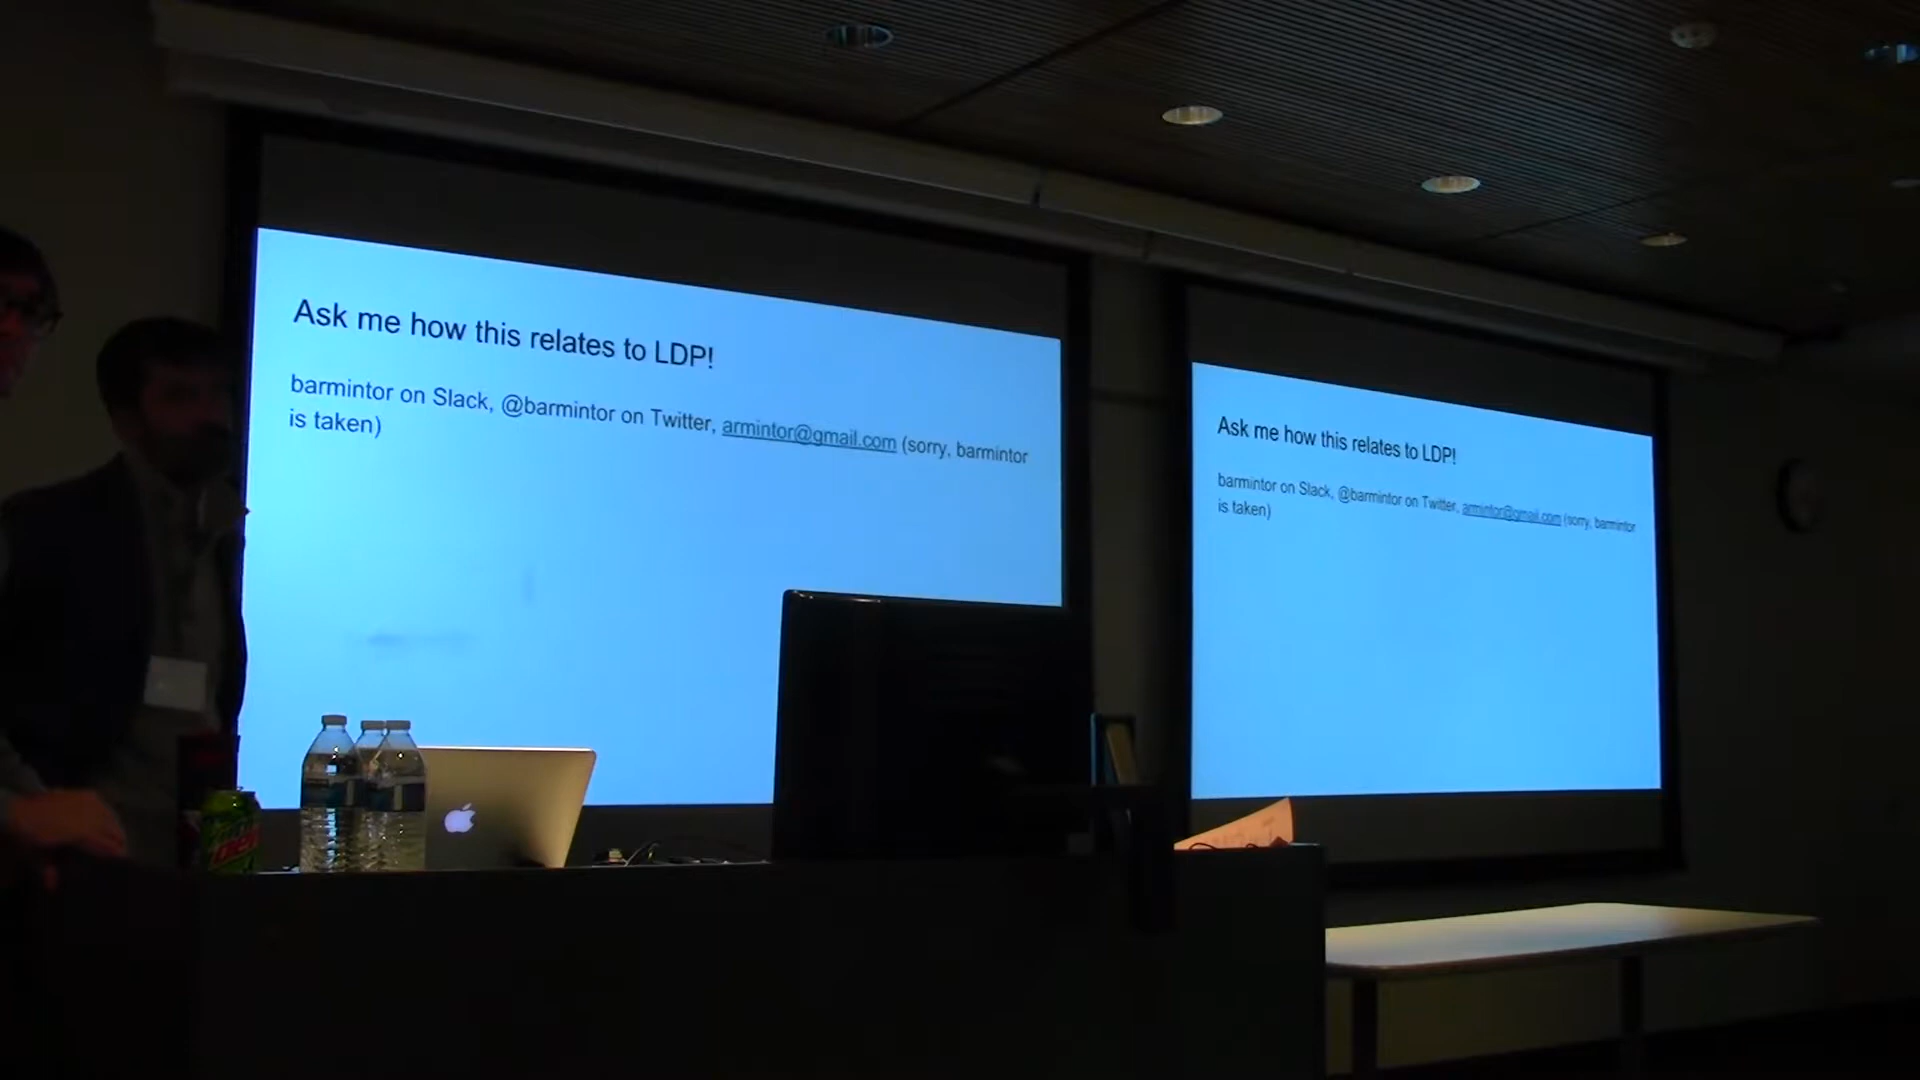 Ask me how this relates to LDP!
barmintor on Slack, @barmintor on Twitter, armintor@gmail.com (sorry, barmintor
is taken)
Ask me how this relates to LDP!
barmintor on Slack, @barmintor on Twitter, armintor@gmail.com (sorry, barmintor
is taken)